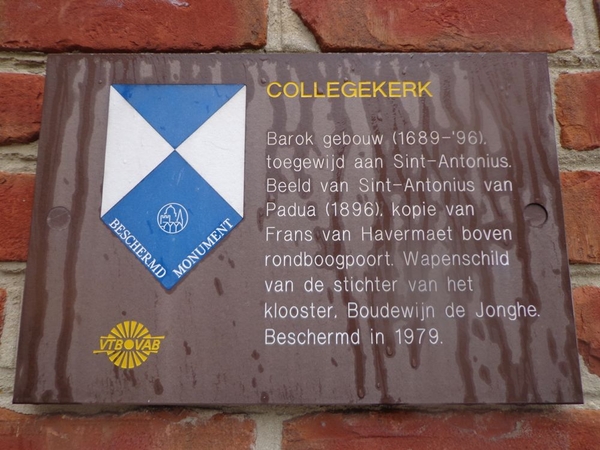 COLLEGEKERK
Barok gebouw (1689-'96),
toegewijd aan Sint-Antonius.
Beeld van Sint-Antonius van
Padua (1896), kopie van
Frans van Havermaet boven
rondboogpoort. Wapenschild
van de stichter van het
klooster, Boudewijn de Jonghe.
Beschermd in 1979.
BESCHERMD
MONUMENT
VTBOVAB